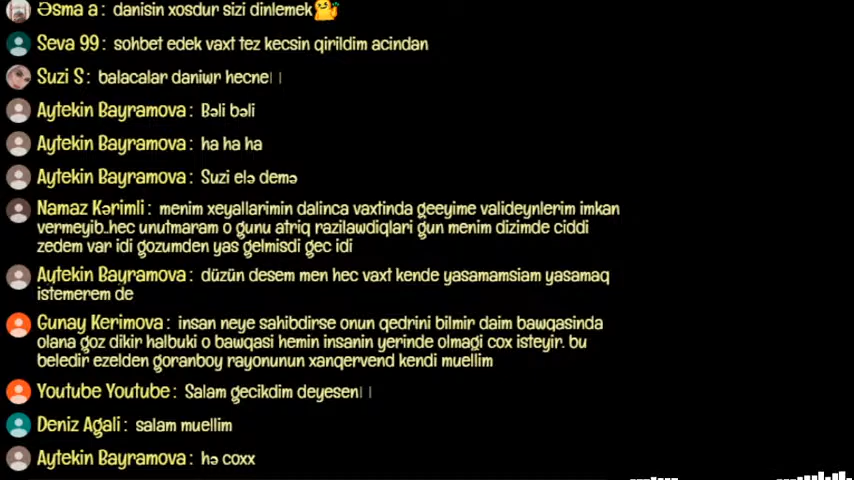 Əsma a: danisin xosdur sizi dinlemek
Seva 99: sohbet edek vaxt tez kecsin qirildim acindan
Suzi S: balacalar daniwr hecne
Aytekin Bayramova: Bəli bəli
Aytekin Bayramova: ha ha ha
Aytekin Bayramova: Suzi elə demə
Namaz Kərimli: menim xeyallarimin dalinca vaxtinda geeyime valideynlerim imkan
vermeyib..hec unutmaram o gunu atriq razilawdiqlari gun menim dizimde ciddi
zedem var idi gozumden yas gelmisdi gec idi
Aytekin Bayramova: düzün desem men hec vaxt kende yasamamsiam yasamaq
istemerem de
Gunay Kerimova: insan neye sahibdirse onun qedrini bilmir daim bawqasinda
olana goz dikir halbuki o bawqasi hemin insanin yerinde olmagi cox isteyir. bu
beledir ezelden goranboy rayonunun xanqervend kendi muellim
Youtube Youtube: Salam gecikdim deyesen
Deniz Agali: salam muellim
Aytekin Bayramova: hə coxx